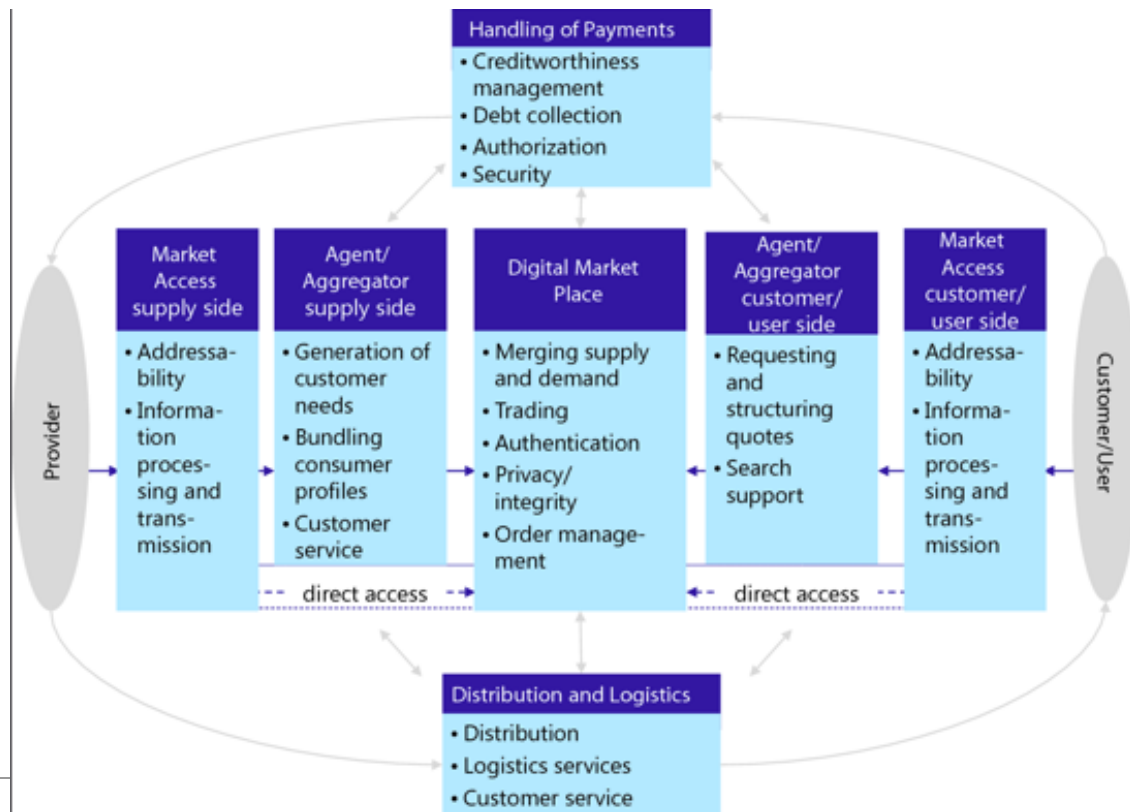 Handling of Payments
• Creditworthiness
management
• Debt collection
• Authorization
• Security
Provider
Market
Access
supply side
• Addressa-
bility
• Informa-
tion
proces-
sing and
trans-
mission
Agent/
Aggregator
supply side
• Generation of
customer
needs
• Bundling
consumer
profiles
• Customer
service
Digital Market
Place
• Merging supply
and demand
• Trading
• Authentication
• Privacy/
integrity
• Order manage-
ment
Agent/
Aggregator
customer/
user side
• Requesting
and
structuring
quotes
• Search
support
Market
Access
customer/
user side
• Addressa-
bility
• Informa-
tion
proces-
sing and
trans-
mission
Customer/User
direct access
direct access
Distribution and Logistics
• Distribution
• Logistics services
• Customer service